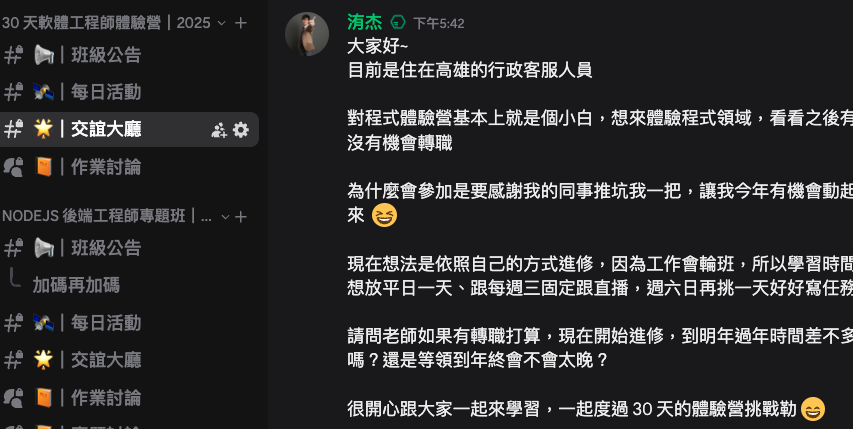 30 天軟體工程師體驗營｜2025
班級公告
每日活動
交誼大廳
作業討論
NODEJS 後端工程師專題班｜...
班級公告
加碼再加碼
每日活動
交誼大廳
作業討論
洧杰 下午5:42
大家好~
目前是住在高雄的行政客服人員
對程式體驗營基本上就是個小白，想來體驗程式領域，看看之後有
沒有機會轉職
為什麼會參加是要感謝我的同事推坑我一把，讓我今年有機會動起
來 😆
現在想法是依照自己的方式進修，因為工作會輪班，所以學習時間
想放平日一天、跟每週三固定跟直播，週六日再挑一天好好寫任務
請問老師如果有轉職打算，現在開始進修，到明年過年時間差不多
嗎？還是等領到年終會不會太晚？
很開心跟大家一起來學習，一起度過 30 天的體驗營挑戰勒 😄